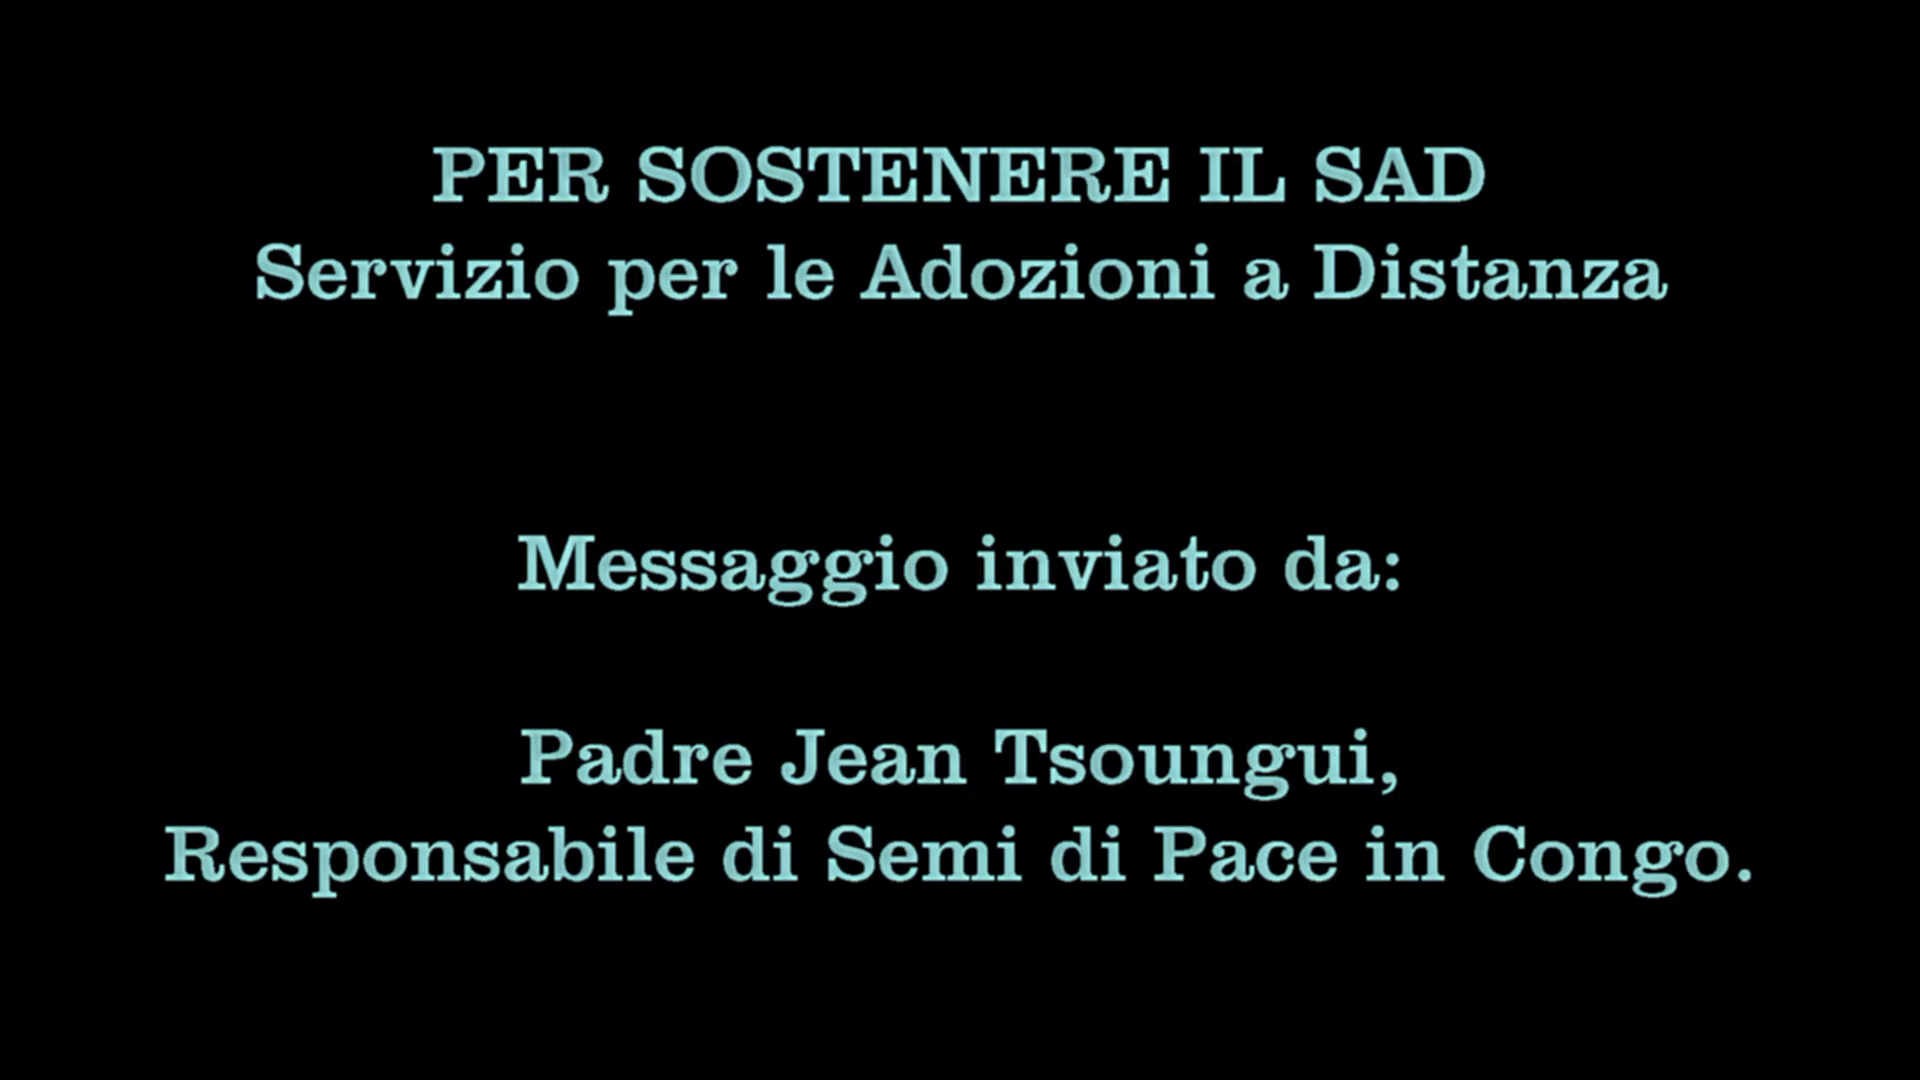 PER SOSTENERE IL SAD
Servizio per le Adozioni a Distanza
Messaggio inviato da:
Padre Jean Tsoungui,
Responsabile di Semi di Pace in Congo.